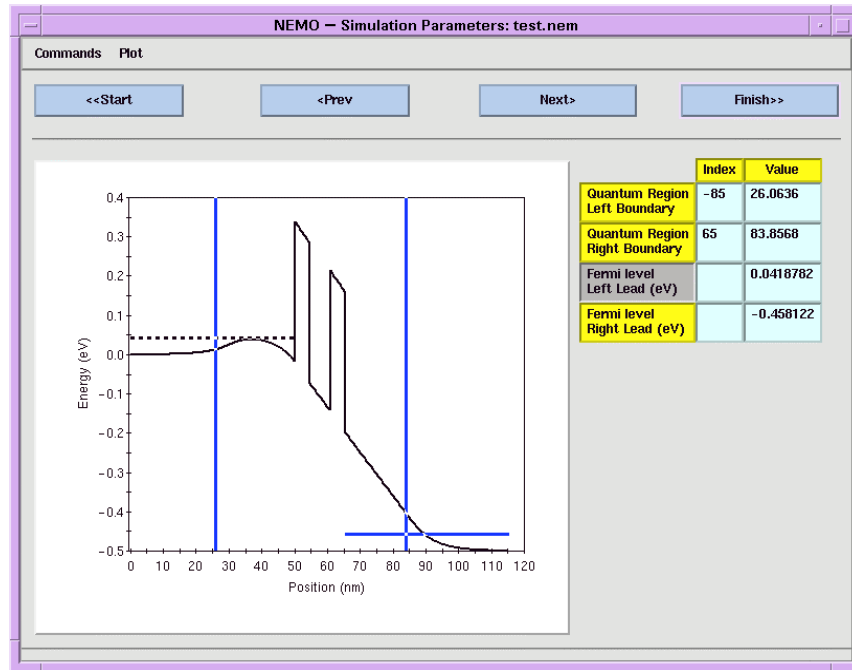 NEMO — Simulation Parameters: test.nem
Commands Plot
<<Start <Prev Next> Finish>>
Index Value
Quantum Region
Left Boundary
-85 26.0636
Quantum Region
Right Boundary
65 83.8568
Fermi level
Left Lead (eV)
0.0418782
Fermi level
Right Lead (eV)
-0.458122
Energy (eV)
0.4
0.3
0.2
0.1
0.0
-0.1
-0.2
-0.3
-0.4
-0.5
0 10 20 30 40 50 60 70 80 90 100 110 120
Position (nm)